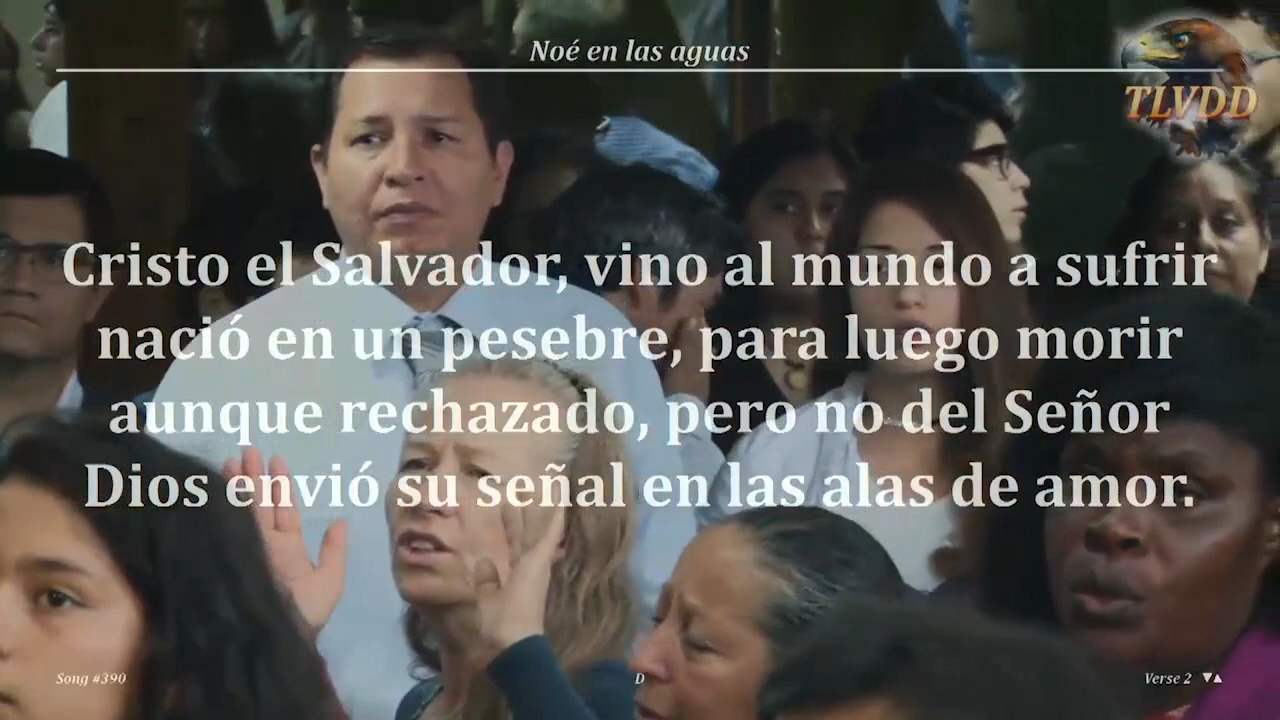 Noé en las aguas
TLVDD
Cristo el Salvador, vino al mundo a sufrir
nació en un pesebre, para luego morir
aunque rechazado, pero no del Señor
Dios envió su señal en las alas de amor.
Song #390 D Verse 2 ▼▲